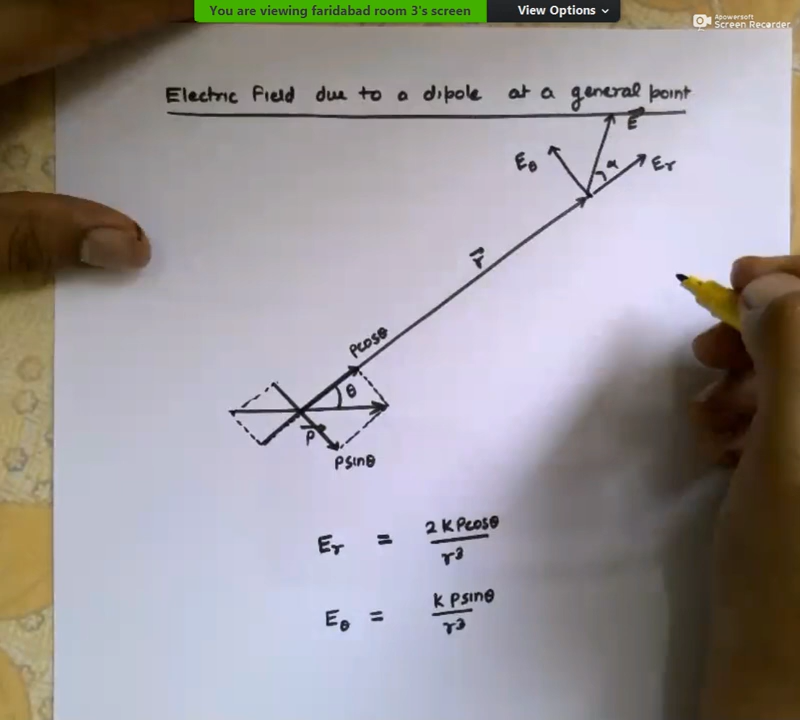 You are viewing faridabad room 3's screen
View Options
Apowersoft
Screen Recorder
Electric Field due to a dipole at a general point
E
Eθ
α
Er
r
Pcosθ
θ
P
Psinθ
Er = 2KPcosθ / r³
Eθ = KPsinθ / r³